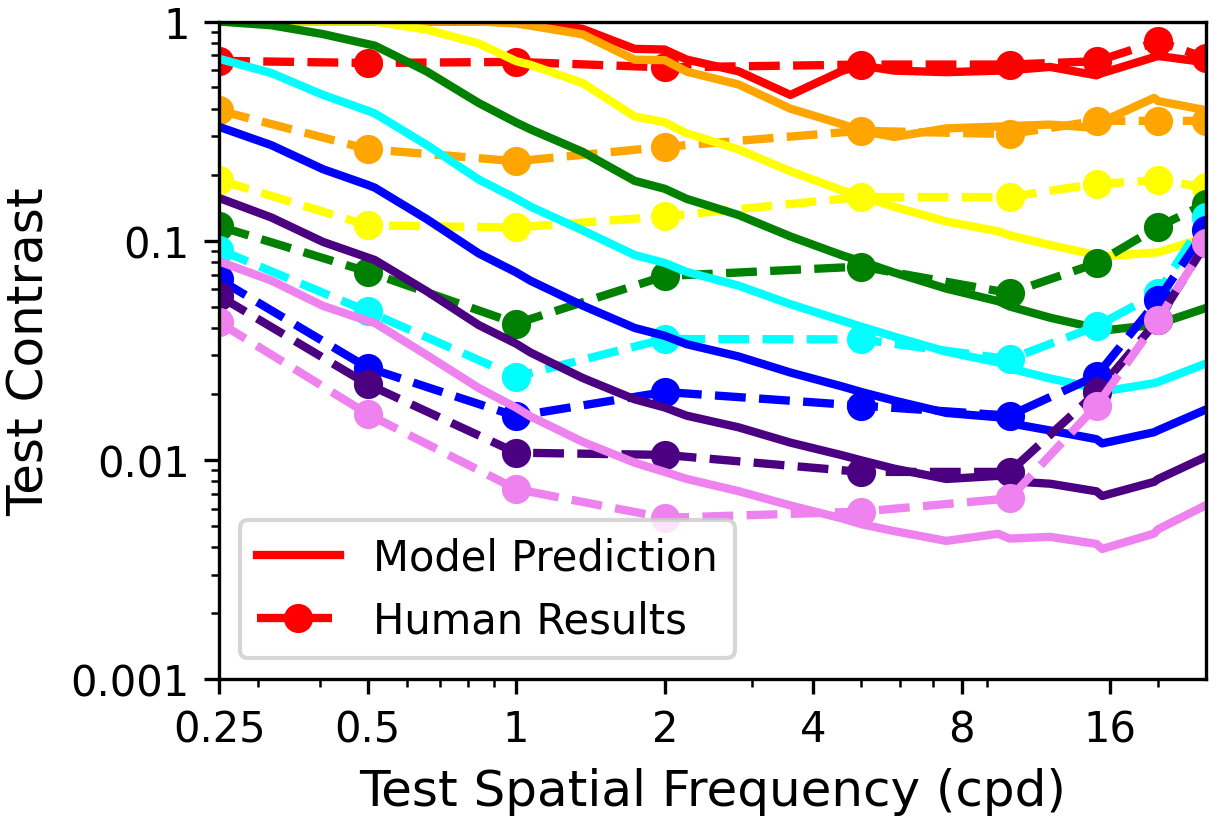 1
0.1
0.01
0.001
Test Contrast
Model Prediction
Human Results
0.25 0.5 1 2 4 8 16
Test Spatial Frequency (cpd)